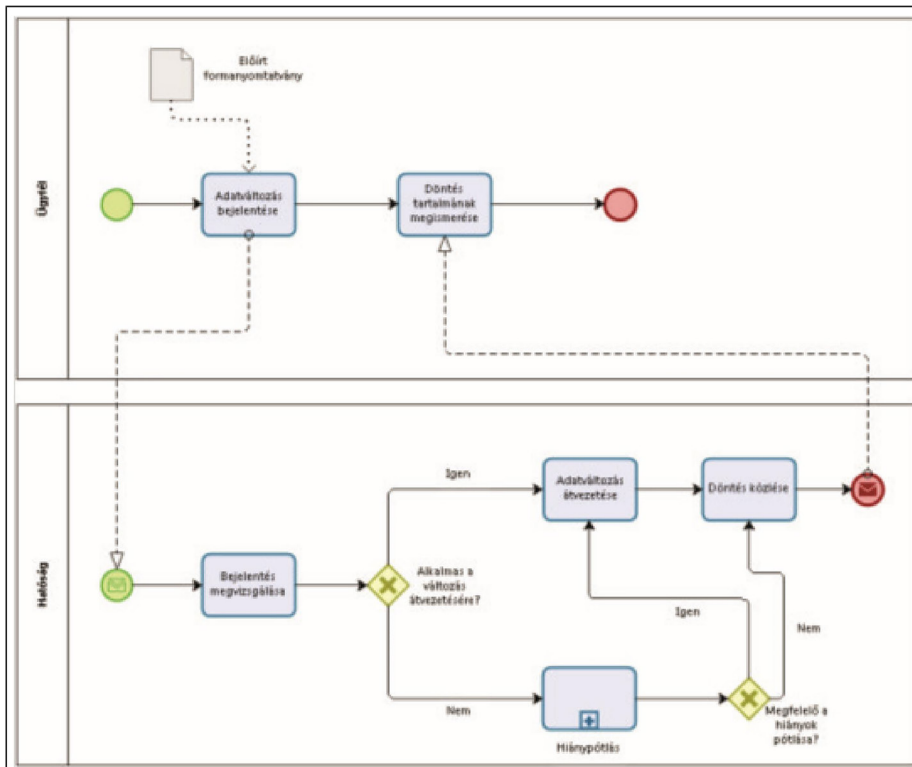 Ügyfél
Előírt
formanyomtatvány
Adatváltozás
bejelentése
Döntés
tartalmának
megismerése
Hatóság
Bejelentés
megvizsgálása
Alkalmas a
változás
átvezetésére?
Igen
Nem
Adatváltozás
átvezetése
Döntés közlése
Hiánypótlás
Igen
Nem
Megfelelő a
hiányok
pótlása?